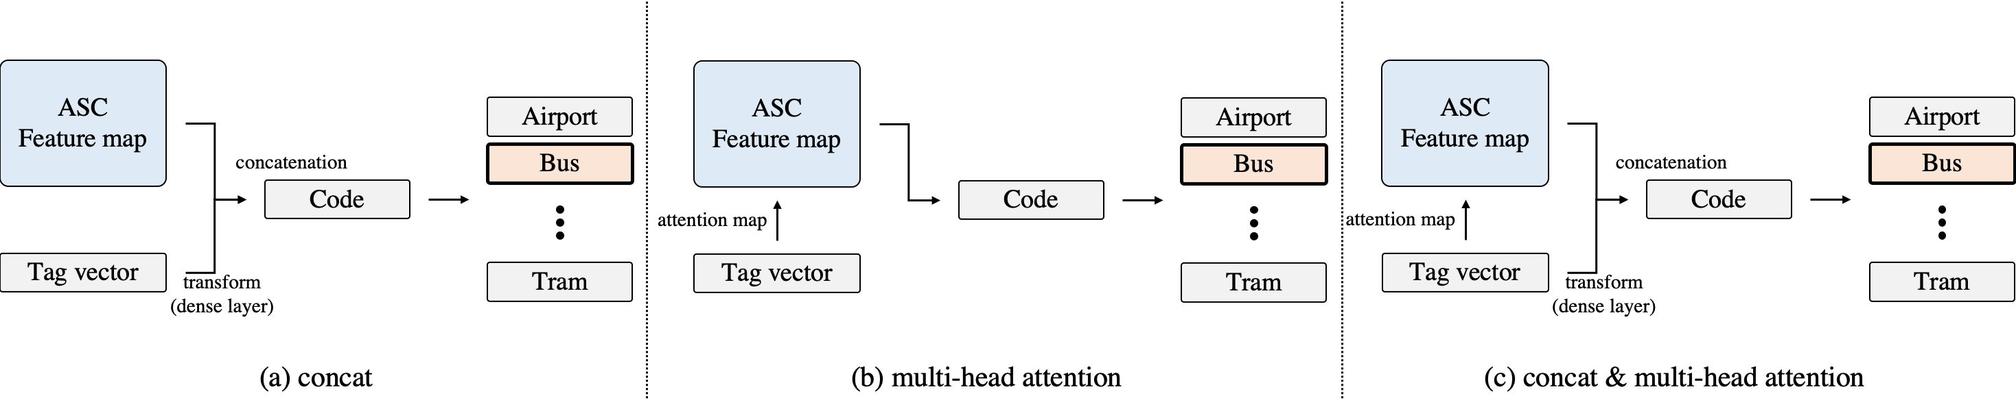 ASC
Feature map
concatenation
Code
Airport
Bus
Tram
Tag vector
transform
(dense layer)
(a) concat
ASC
Feature map
attention map
Tag vector
Code
Airport
Bus
Tram
(b) multi-head attention
ASC
Feature map
attention map
Tag vector
concatenation
Code
transform
(dense layer)
Airport
Bus
Tram
(c) concat & multi-head attention